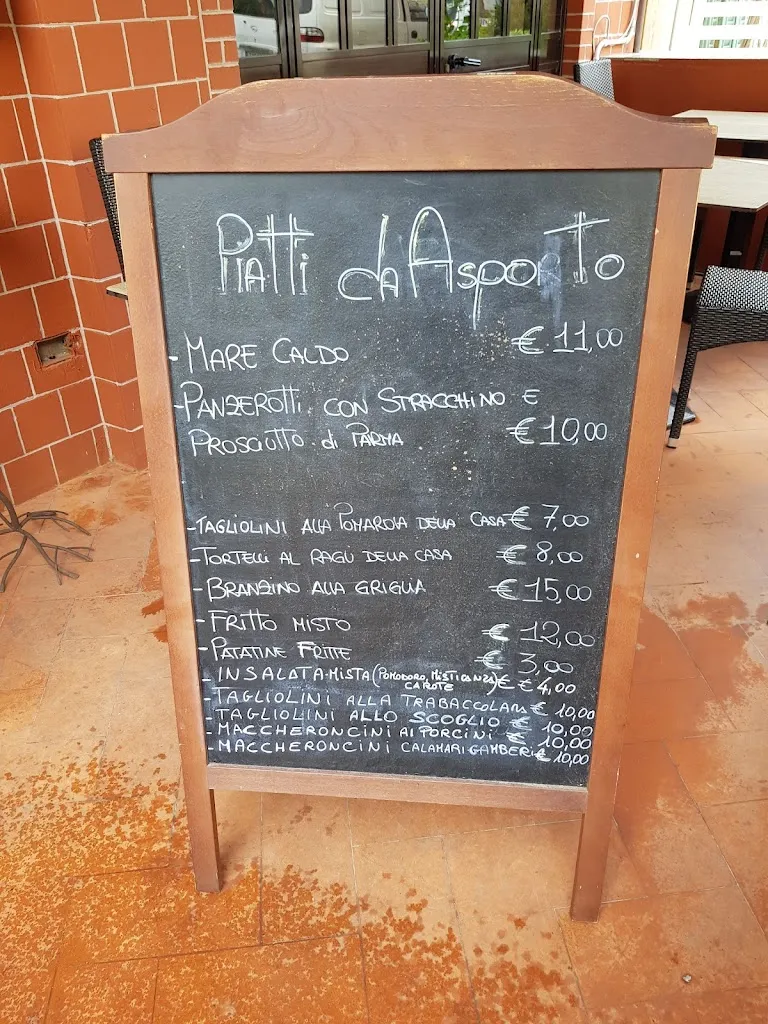 Piatti da Asporto
- MARE CALDO € 11,00
- PANZEROTTI CON STRACCHINO E
PROSCIUTTO di PARMA € 10,00
- TAGLIOLINI ALLA POMAROLA DELLA CASA € 7,00
- TORTELLI AL RAGÙ DELLA CASA € 8,00
- BRANZINO ALLA GRIGLIA € 15,00
- FRITTO MISTO € 12,00
- PATATINE FRITTE € 3,00
- INSALATA MISTA (POMODORO, MISTICANZA, CAROTE) € € 4,00
- TAGLIOLINI ALLA TRABACCOLARA € 10,00
- TAGLIOLINI ALLO SCOGLIO € 10,00
- MACCHERONCINI AI PORCINI € 10,00
- MACCHERONCINI CALAMARI GAMBERI € 10,00